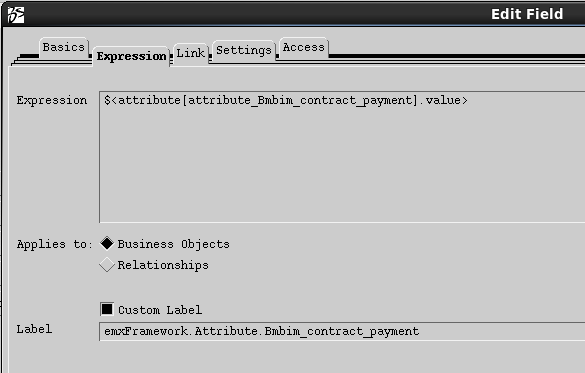 Edit Field
Basics Expression Link Settings Access
Expression $<attribute[attribute_Bmbim_contract_payment].value>
Applies to: Business Objects
Relationships
Custom Label
Label emxFramework.Attribute.Bmbim_contract_payment